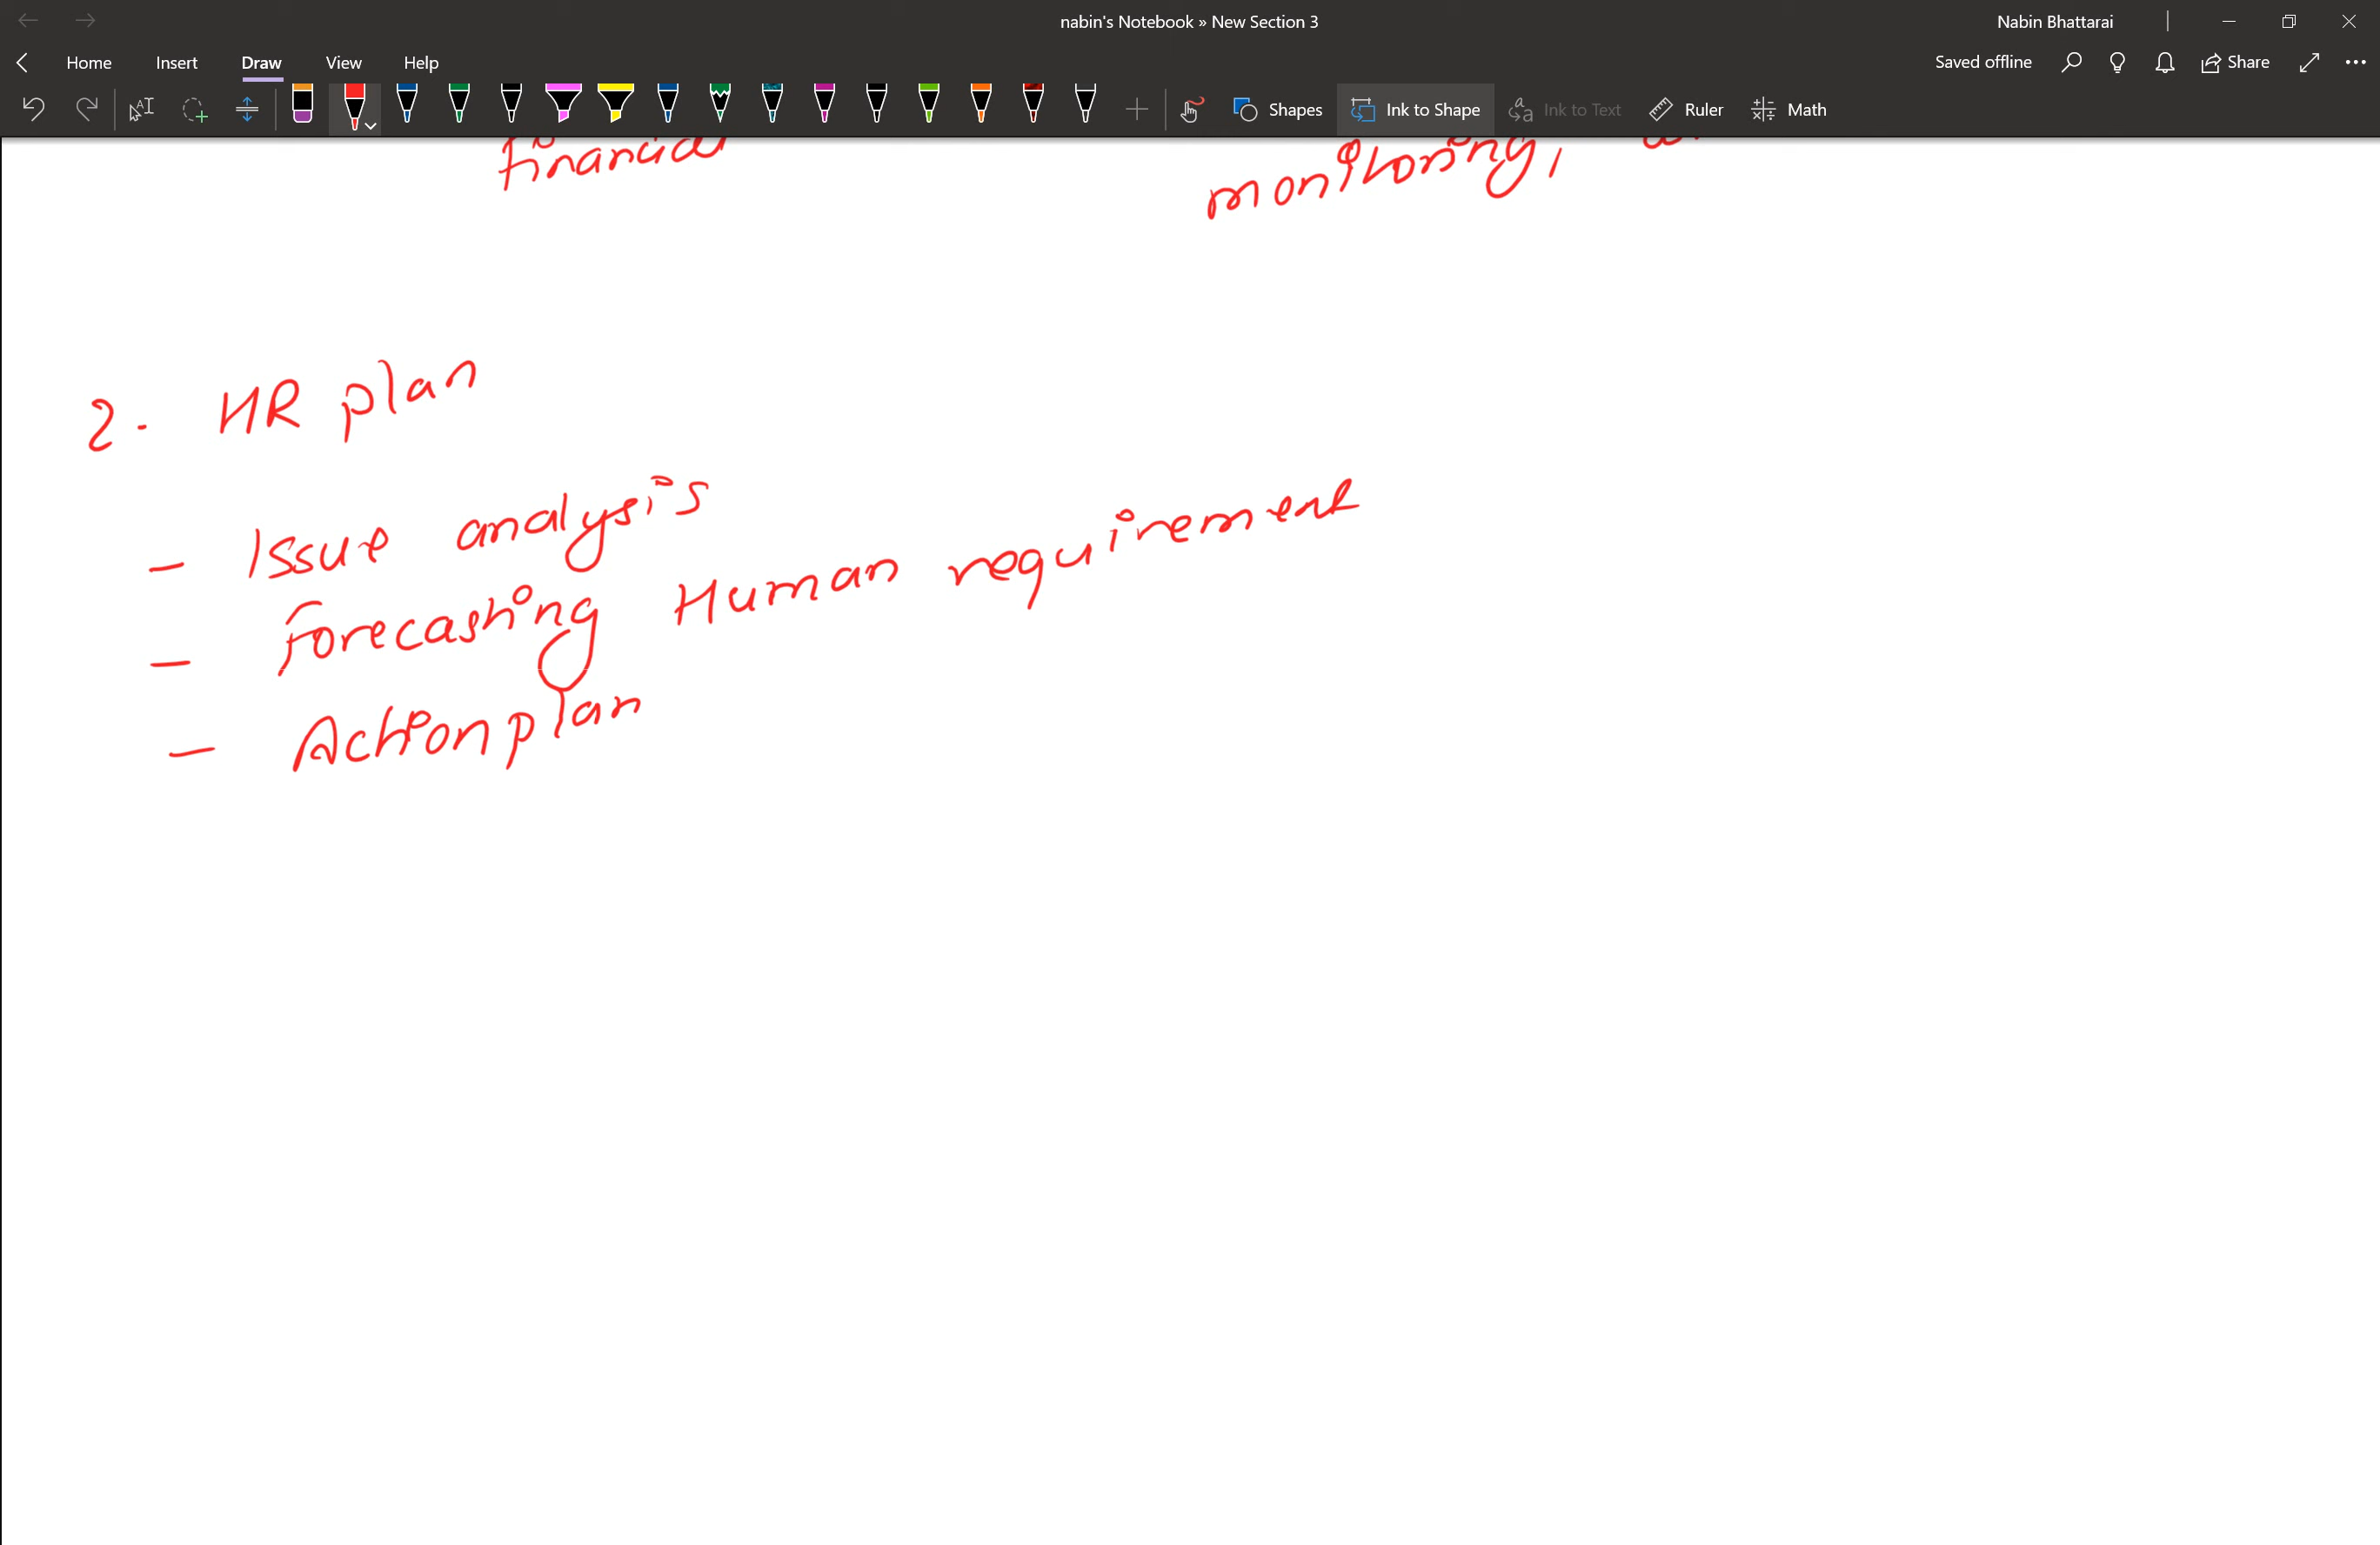 nabin's Notebook » New Section 3
Nabin Bhattarai
Home Insert Draw View Help
Saved offline
Share
Shapes
Ink to Shape
Ink to Text
Ruler
Math
financial
monitoring,
2. HR plan
- Issue analysis
- Forecasting Human requirement
- Action plan